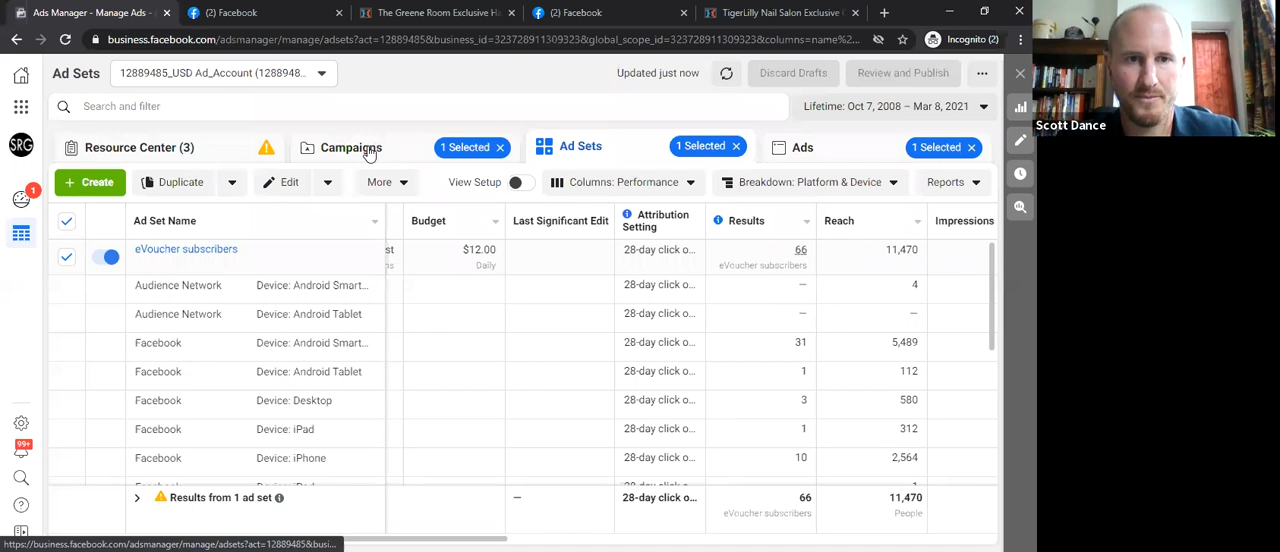 Ads Manager - Manage Ads - Ad
(2) Facebook
The Greene Room Exclusive Ha
(2) Facebook
TigerLilly Nail Salon Exclusive O
business.facebook.com/adsmanager/manage/adsets?act=12889485&business_id=323728911309323&global_scope_id=323728911309323&columns=name%2...
Incognito (2)
Ad Sets
12889485_USD Ad_Account (1288948...
Updated just now
Discard Drafts
Review and Publish
Search and filter
Lifetime: Oct 7, 2008 – Mar 8, 2021
Scott Dance
Resource Center (3)
Campaigns
1 Selected
Ad Sets
1 Selected
Ads
1 Selected
SRG
+ Create
Duplicate
Edit
More
View Setup
Columns: Performance
Breakdown: Platform & Device
Reports
1
Ad Set Name
Budget
Last Significant Edit
Attribution Setting
Results
Reach
Impressions
eVoucher subscribers
st
$12.00
Daily
28-day click o...
66
eVoucher subscribers
11,470
Audience Network Device: Android Smart... 28-day click o... — 4
Audience Network Device: Android Tablet 28-day click o... — —
Facebook Device: Android Smart... 28-day click o... 31 5,489
Facebook Device: Android Tablet 28-day click o... 1 112
Facebook Device: Desktop 28-day click o... 3 580
Facebook Device: iPad 28-day click o... 1 312
Facebook Device: iPhone 28-day click o... 10 2,564
99+
Results from 1 ad set
—
28-day click o...
66
eVoucher subscribers
11,470
People
https://business.facebook.com/adsmanager/manage/adsets?act=12889485&busi...